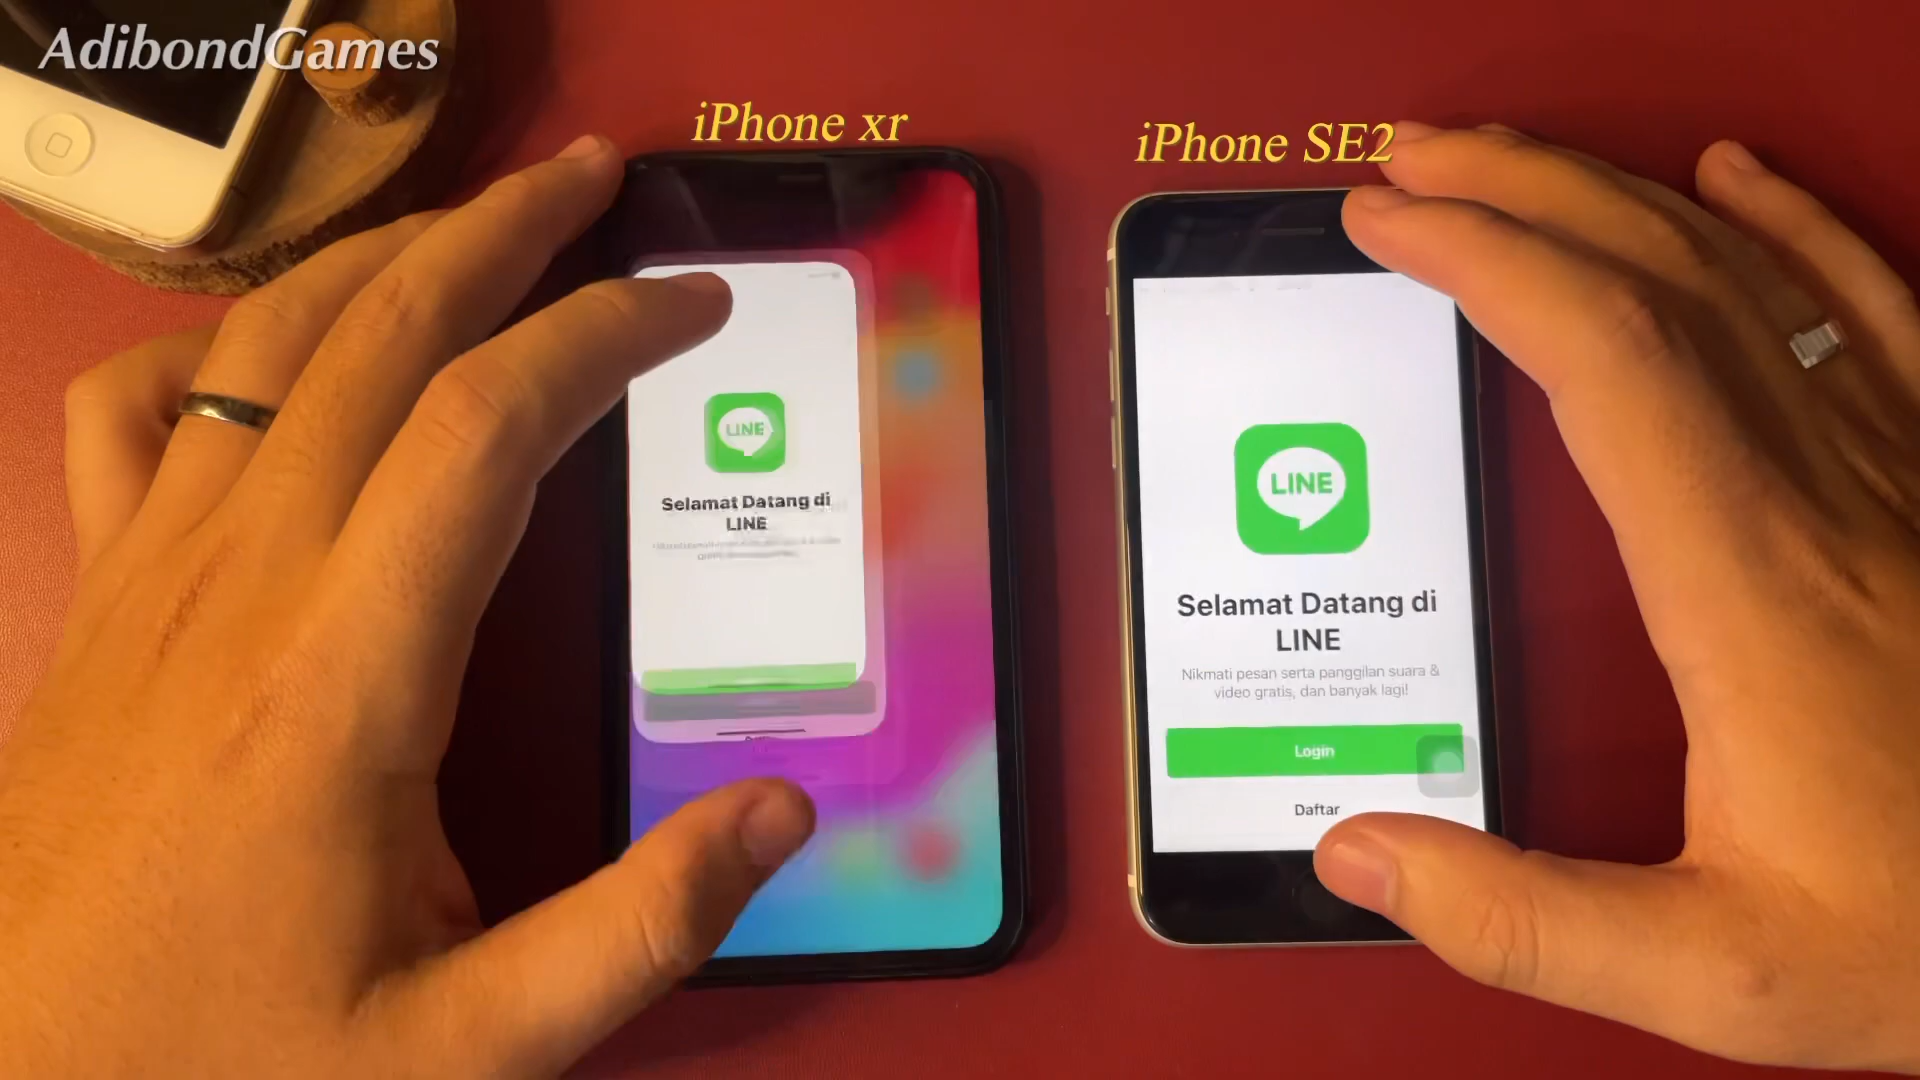 AdibondGames
iPhone xr
iPhone SE2
LINE
Selamat Datang di
LINE
LINE
Selamat Datang di
LINE
Nikmati pesan serta panggilan suara &
video gratis, dan banyak lagi!
Login
Daftar